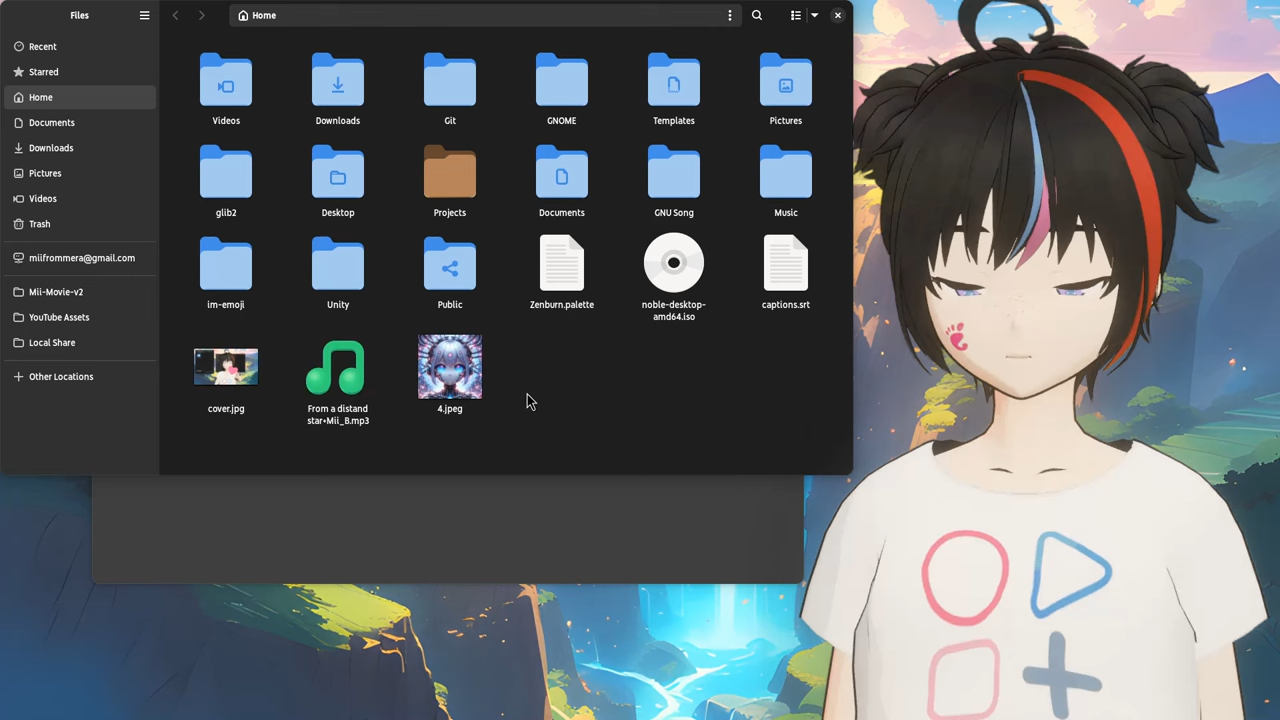 Files
Home
Recent
Starred
Home
Documents
Downloads
Pictures
Videos
Trash
miifrommera@gmail.com
Mii-Movie-v2
YouTube Assets
Local Share
Other Locations
Videos
Downloads
Git
GNOME
Templates
Pictures
glib2
Desktop
Projects
Documents
GNU Song
Music
im-emoji
Unity
Public
Zenburn.palette
noble-desktop-
amd64.iso
captions.srt
cover.jpg
From a distand
star•Mii_B.mp3
4.jpeg